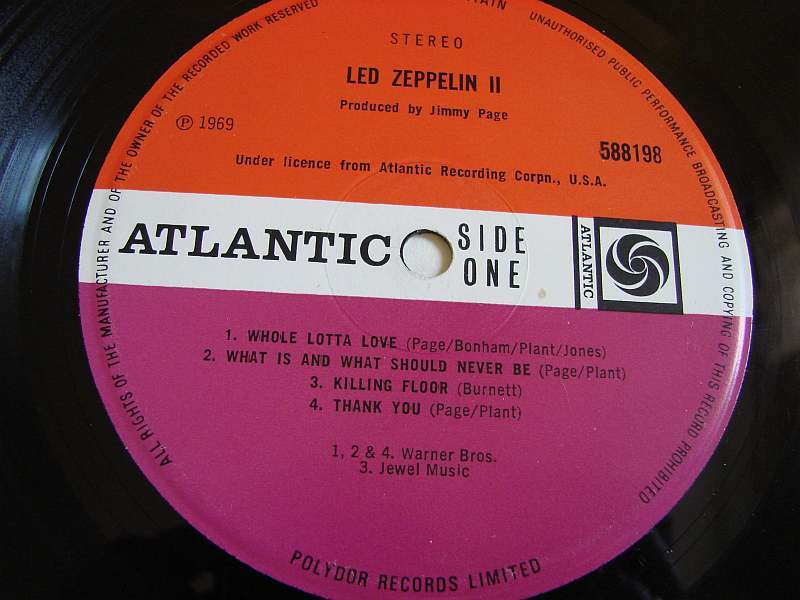 STEREO
LED ZEPPELIN II
Produced by Jimmy Page
℗ 1969
588198
Under licence from Atlantic Recording Corpn., U.S.A.
ATLANTIC
SIDE ONE
ATLANTIC
1. WHOLE LOTTA LOVE (Page/Bonham/Plant/Jones)
2. WHAT IS AND WHAT SHOULD NEVER BE (Page/Plant)
3. KILLING FLOOR (Burnett)
4. THANK YOU (Page/Plant)
1, 2 & 4. Warner Bros.
3. Jewel Music
POLYDOR RECORDS LIMITED
ALL RIGHTS OF THE MANUFACTURER AND OF THE OWNER OF THE RECORDED WORK RESERVED
UNAUTHORISED PUBLIC PERFORMANCE BROADCASTING AND COPYING OF THIS RECORD PROHIBITED